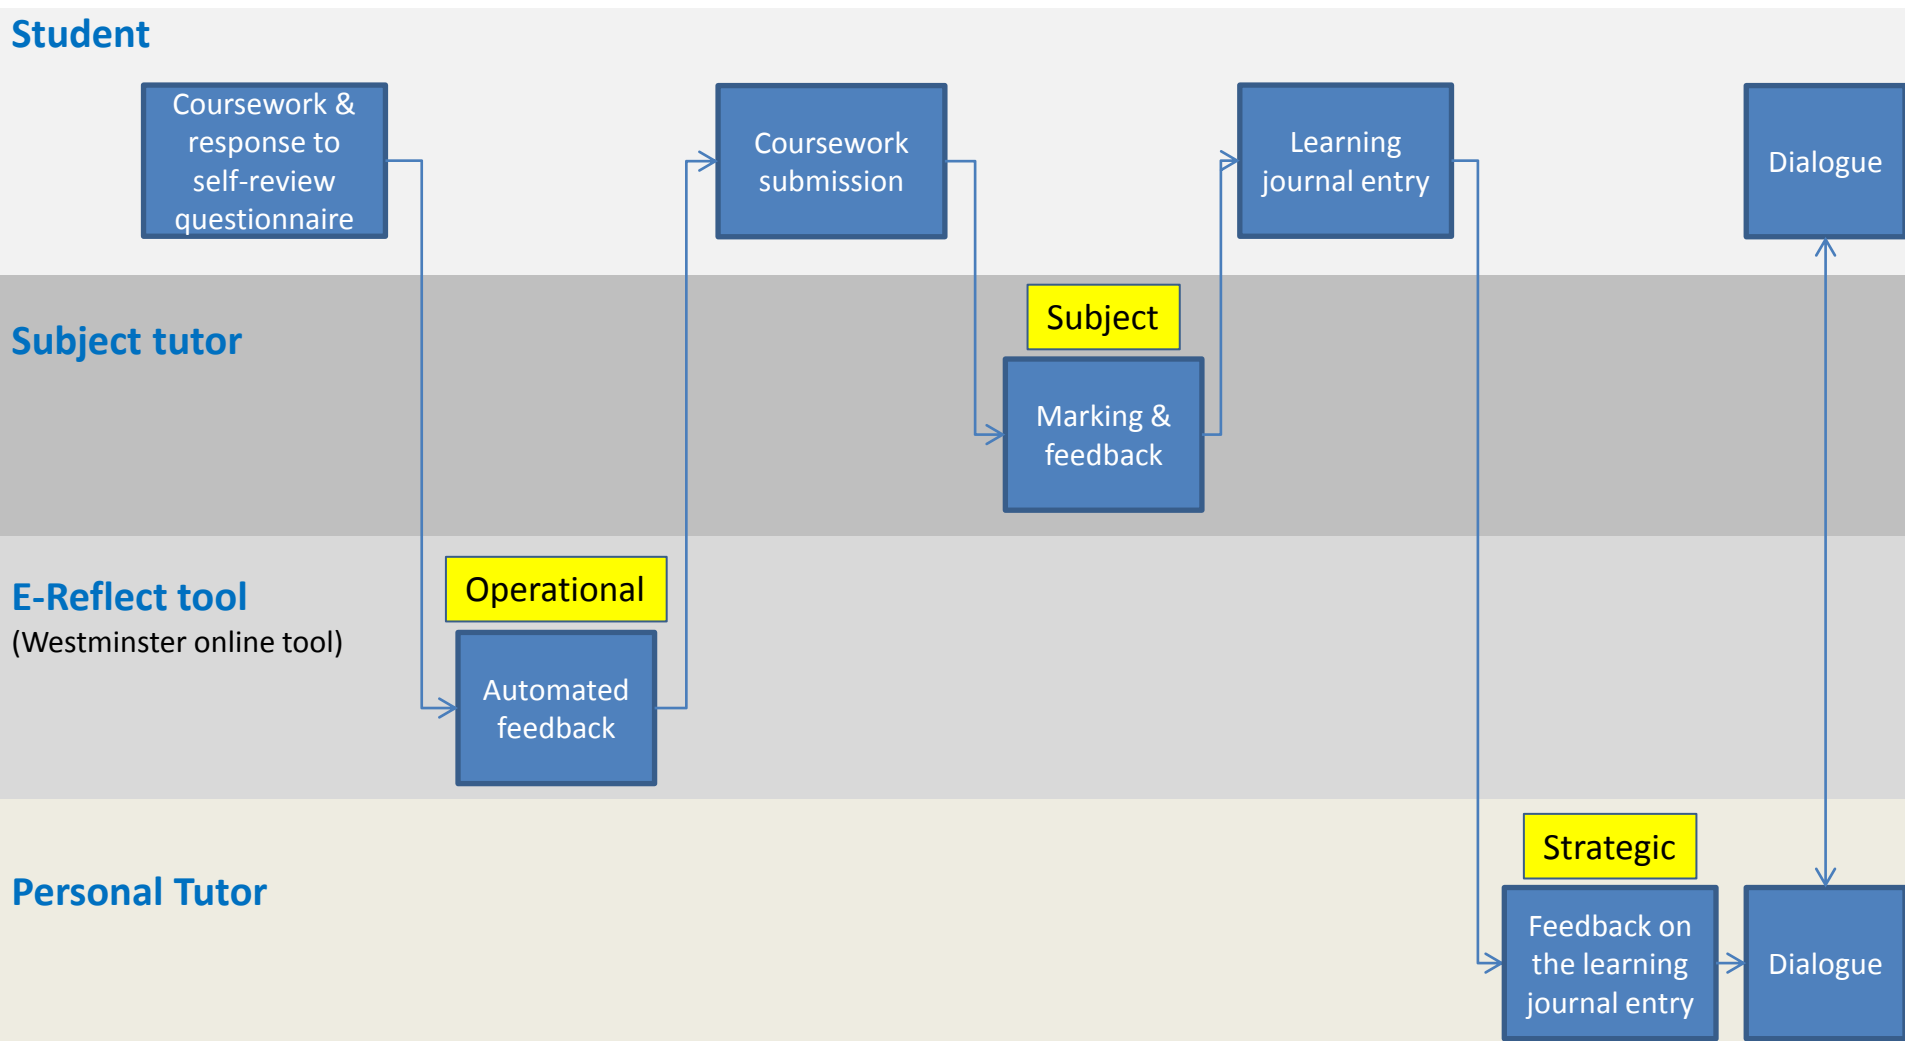 Student
Coursework &
response to
self-review
questionnaire
Coursework
submission
Learning
journal entry
Dialogue
Subject tutor
Subject
Marking &
feedback
E-Reflect tool
(Westminster online tool)
Operational
Automated
feedback
Personal Tutor
Strategic
Feedback on
the learning
journal entry
Dialogue